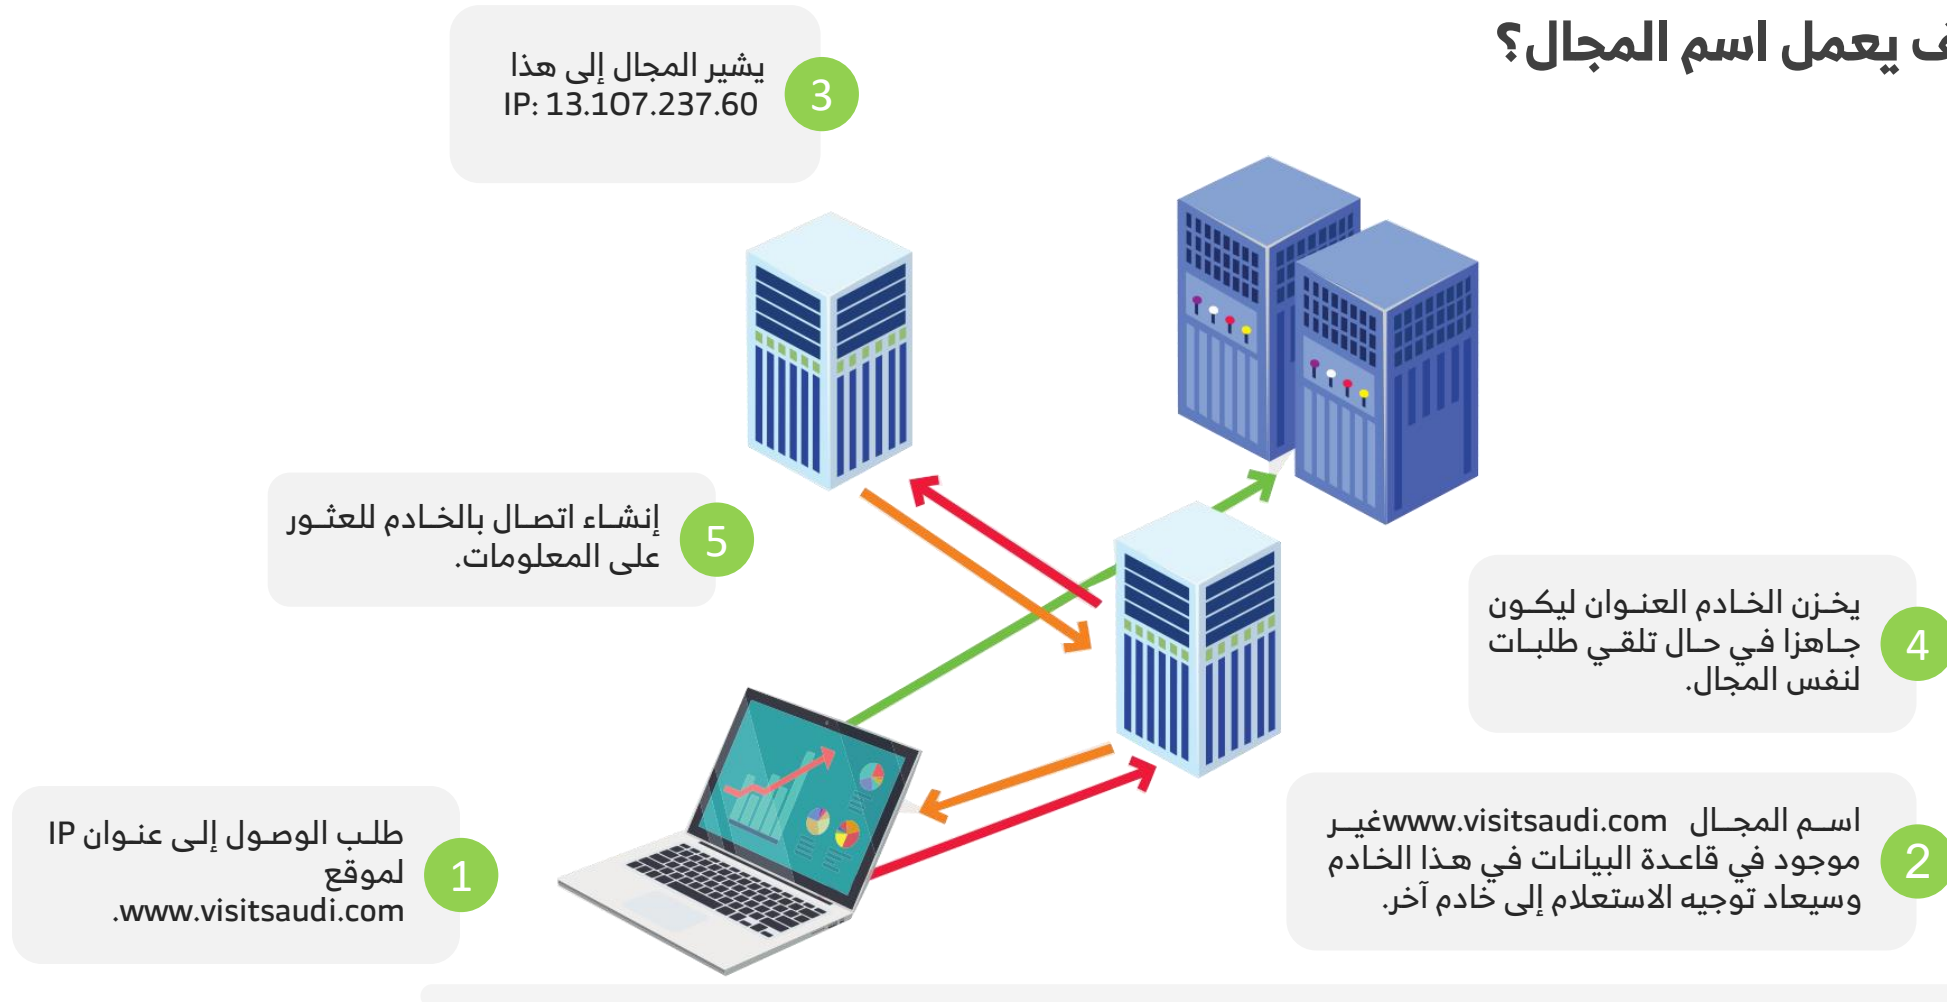 يعمل اسم المجال؟
3
يشير المجال إلى هذا
IP: 13.107.237.60
5
إنشاء اتصال بالخادم للعثور
على المعلومات.
4
يخزن الخادم العنوان ليكون
جاهزا في حال تلقي طلبات
لنفس المجال.
1
طلب الوصول إلى عنوان IP
لموقع
www.visitsaudi.com.
2
اسم المجال www.visitsaudi.comغير
موجود في قاعدة البيانات في هذا الخادم
وسيعاد توجيه الاستعلام إلى خادم آخر.